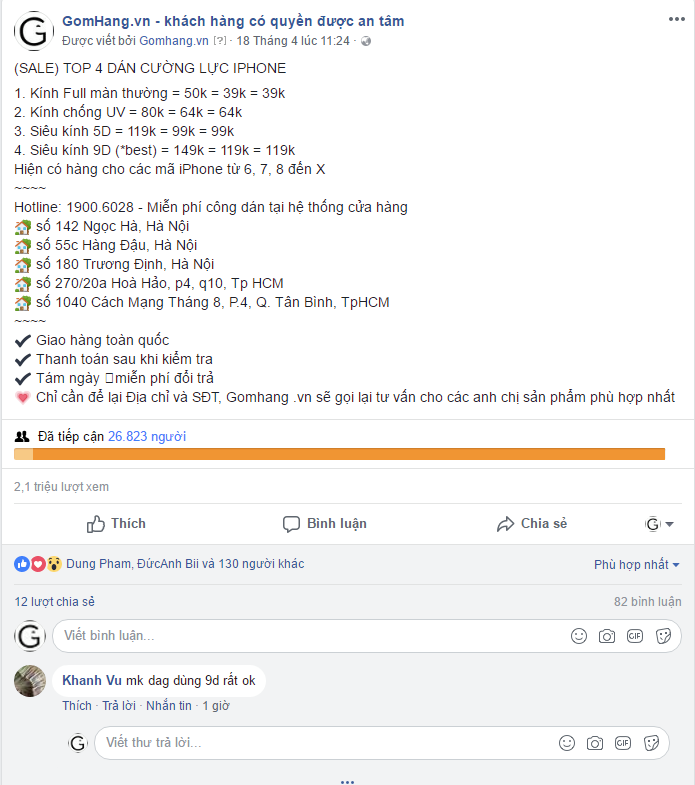 GomHang.vn - khách hàng có quyền được an tâm
Được viết bởi Gomhang.vn [?] · 18 Tháng 4 lúc 11:24 ·
(SALE) TOP 4 DÁN CƯỜNG LỰC IPHONE
1. Kính Full màn thường = 50k = 39k = 39k
2. Kính chống UV = 80k = 64k = 64k
3. Siêu kính 5D = 119k = 99k = 99k
4. Siêu kính 9D (*best) = 149k = 119k = 119k
Hiện có hàng cho các mã iPhone từ 6, 7, 8 đến X
~~~~
Hotline: 1900.6028 - Miễn phí công dán tại hệ thống cửa hàng
số 142 Ngọc Hà, Hà Nội
số 55c Hàng Đậu, Hà Nội
số 180 Trương Định, Hà Nội
số 270/20a Hoà Hảo, p4, q10, Tp HCM
số 1040 Cách Mạng Tháng 8, P.4, Q. Tân Bình, TpHCM
~~~~
✔ Giao hàng toàn quốc
✔ Thanh toán sau khi kiểm tra
✔ Tám ngày miễn phí đổi trả
Chỉ cần để lại Địa chỉ và SĐT, Gomhang .vn sẽ gọi lại tư vấn cho các anh chị sản phẩm phù hợp nhất
Đã tiếp cận 26.823 người
2,1 triệu lượt xem
Thích Bình luận Chia sẻ
Dung Pham, ĐứcAnh Bii và 130 người khác Phù hợp nhất
12 lượt chia sẻ 82 bình luận
Viết bình luận... GIF
Khanh Vu mk dag dùng 9d rất ok
Thích · Trả lời · Nhắn tin · 1 giờ
Viết thư trả lời... GIF